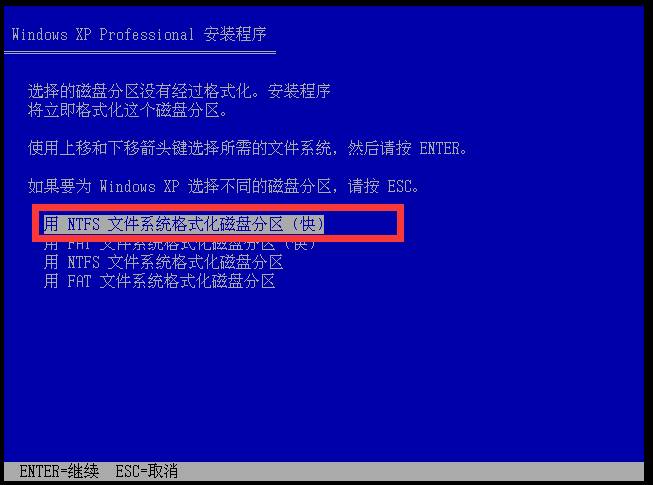 Windows XP Professional 安装程序
选择的磁盘分区没有经过格式化。安装程序
将立即格式化这个磁盘分区。
使用上移和下移箭头键选择所需的文件系统，然后请按 ENTER。
如果要为 Windows XP 选择不同的磁盘分区，请按 ESC。
用 NTFS 文件系统格式化磁盘分区（快）
用 FAT 文件系统格式化磁盘分区（快）
用 NTFS 文件系统格式化磁盘分区
用 FAT 文件系统格式化磁盘分区
ENTER=继续 ESC=取消